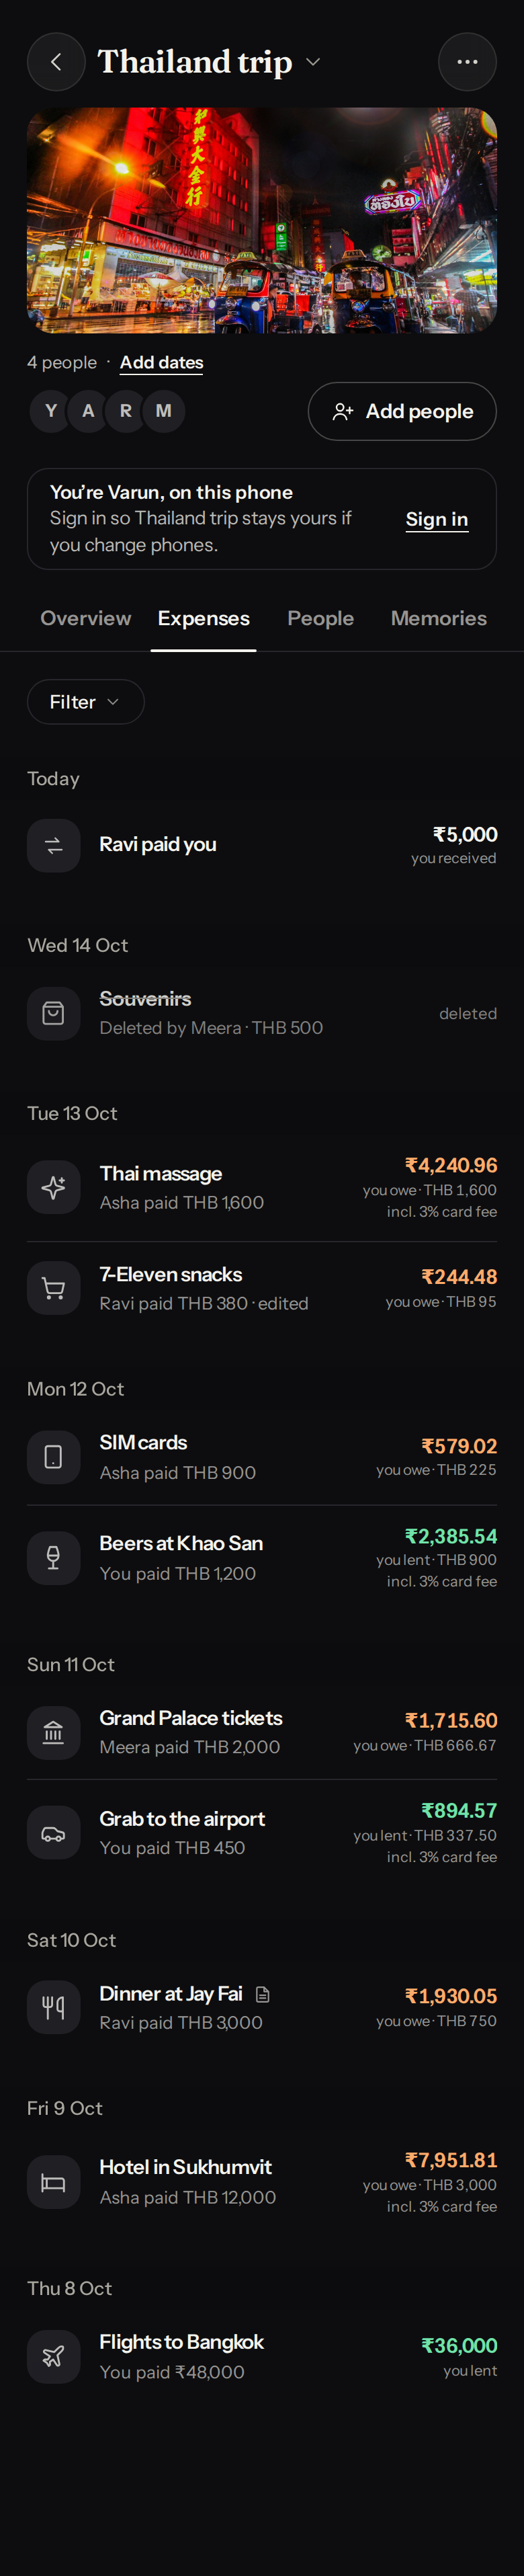 Thailand trip
興
大
金
行
ท้องใบ
4 people · Add dates
Y A R M
Add people
You’re Varun, on this phone
Sign in so Thailand trip stays yours if
you change phones.
Sign in
Overview Expenses People Memories
Filter
Today
Ravi paid you
₹5,000
you received
Wed 14 Oct
Souvenirs
Deleted by Meera · THB 500
deleted
Tue 13 Oct
Thai massage
Asha paid THB 1,600
₹4,240.96
you owe · THB 1,600
incl. 3% card fee
7-Eleven snacks
Ravi paid THB 380 · edited
₹244.48
you owe · THB 95
Mon 12 Oct
SIM cards
Asha paid THB 900
₹579.02
you owe · THB 225
Beers at Khao San
You paid THB 1,200
₹2,385.54
you lent · THB 900
incl. 3% card fee
Sun 11 Oct
Grand Palace tickets
Meera paid THB 2,000
₹1,715.60
you owe · THB 666.67
Grab to the airport
You paid THB 450
₹894.57
you lent · THB 337.50
incl. 3% card fee
Sat 10 Oct
Dinner at Jay Fai
Ravi paid THB 3,000
₹1,930.05
you owe · THB 750
Fri 9 Oct
Hotel in Sukhumvit
Asha paid THB 12,000
₹7,951.81
you owe · THB 3,000
incl. 3% card fee
Thu 8 Oct
Flights to Bangkok
You paid ₹48,000
₹36,000
you lent